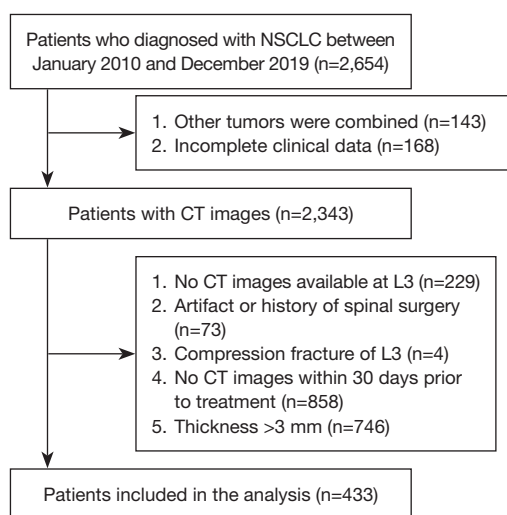 Patients who diagnosed with NSCLC between
January 2010 and December 2019 (n=2,654)
1. Other tumors were combined (n=143)
2. Incomplete clinical data (n=168)
Patients with CT images (n=2,343)
1. No CT images available at L3 (n=229)
2. Artifact or history of spinal surgery
(n=73)
3. Compression fracture of L3 (n=4)
4. No CT images within 30 days prior
to treatment (n=858)
5. Thickness >3 mm (n=746)
Patients included in the analysis (n=433)